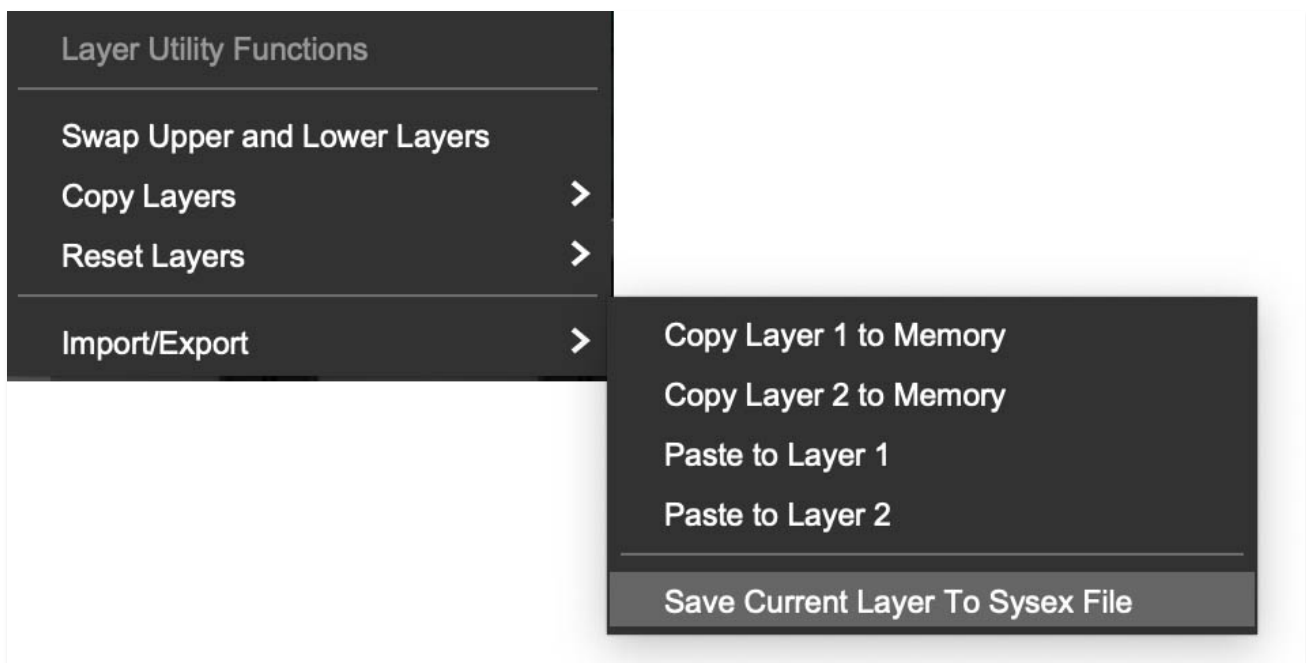 Layer Utility Functions
Swap Upper and Lower Layers
Copy Layers
Reset Layers
Import/Export
Copy Layer 1 to Memory
Copy Layer 2 to Memory
Paste to Layer 1
Paste to Layer 2
Save Current Layer To Sysex File